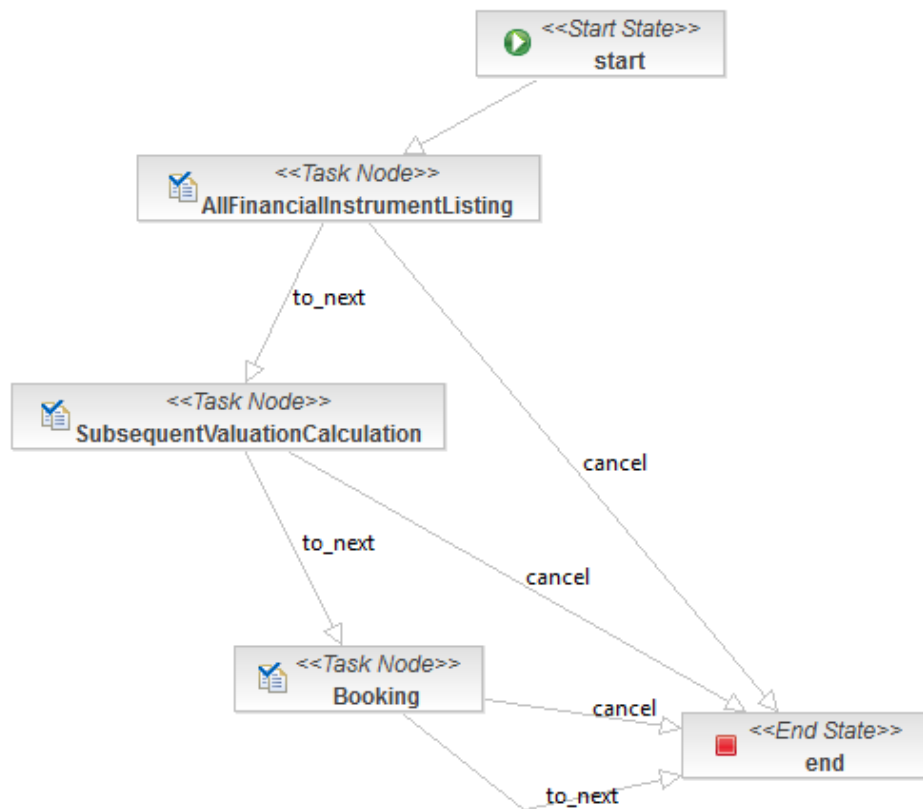 <<Start State>>
start
<<Task Node>>
AllFinancialInstrumentListing
to_next
<<Task Node>>
SubsequentValuationCalculation
cancel
to_next
cancel
<<Task Node>>
Booking
cancel
<<End State>>
end
to_next